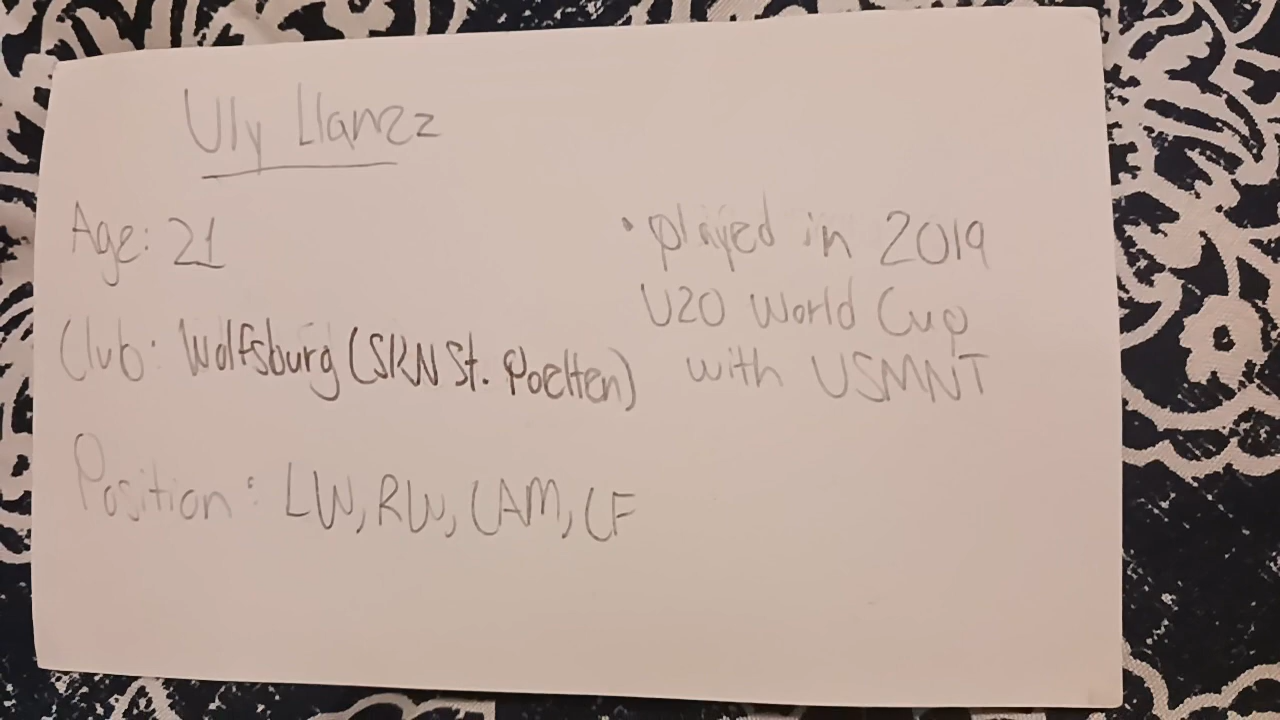 Uly Llanez
Age: 21
Club: Wolfsburg (SKN St. Poelten)
Position: LW, RW, CAM, CF
• played in 2019
U20 World Cup
with USMNT